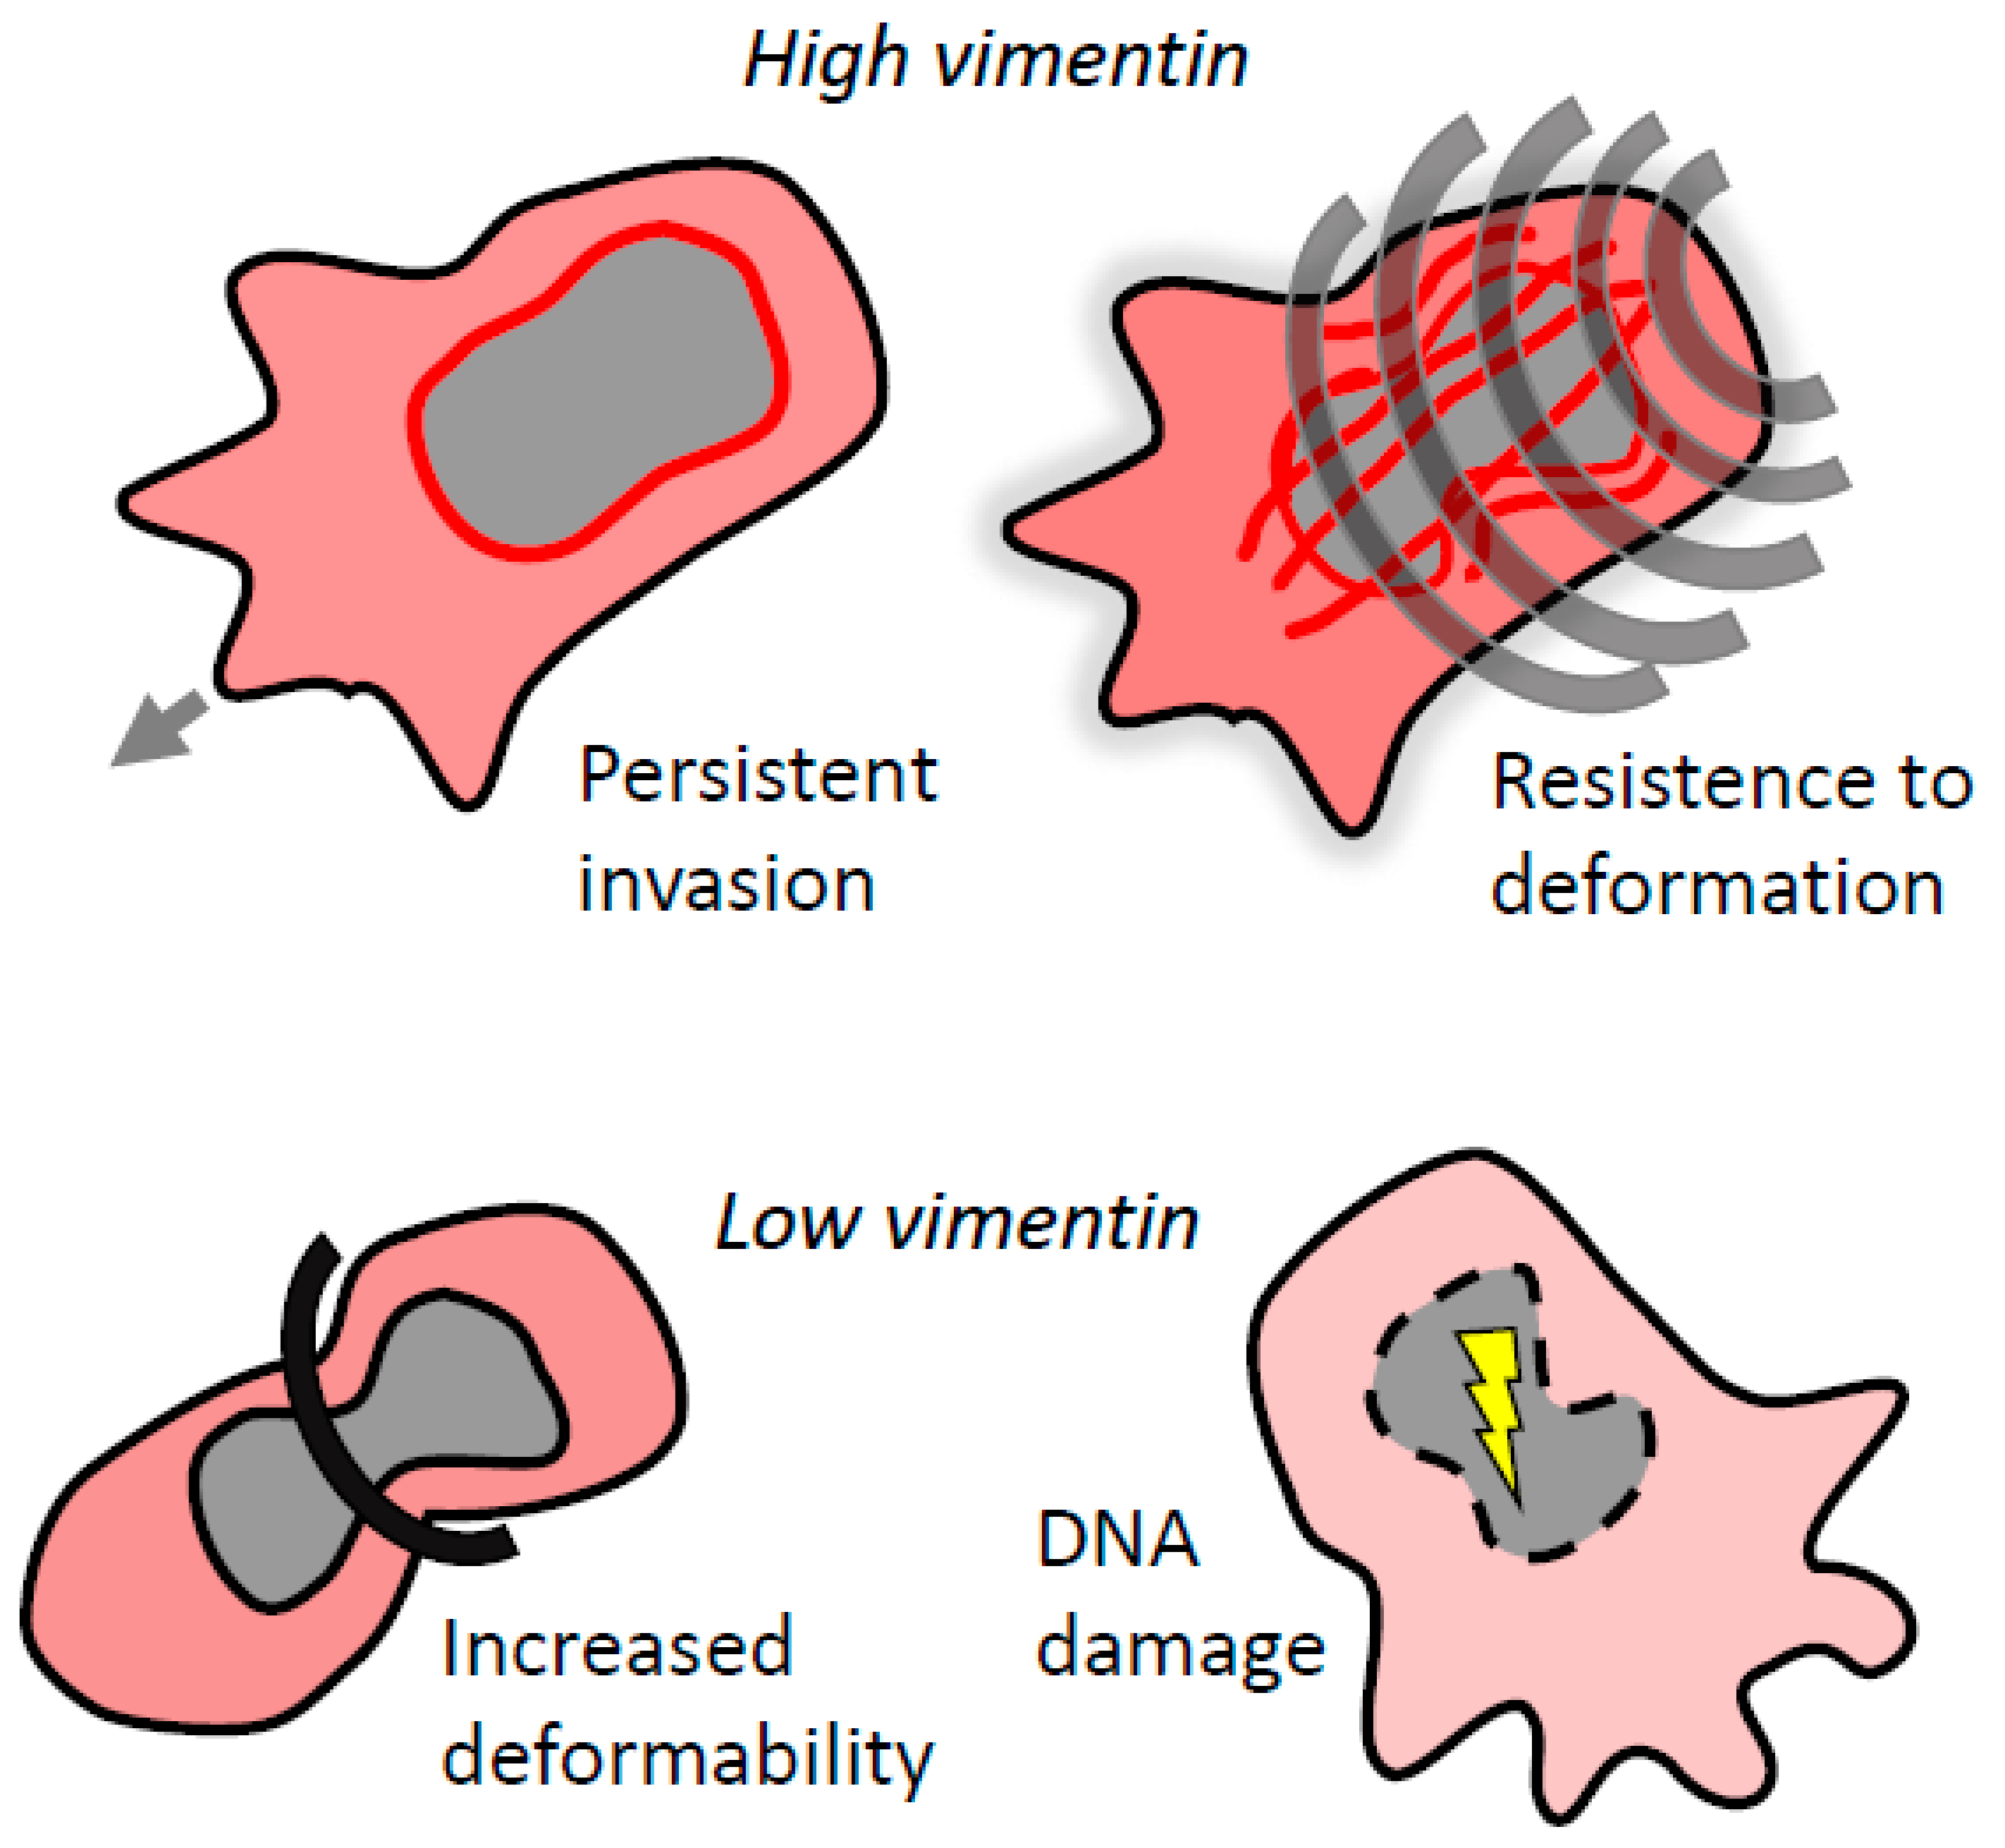 High vimentin
Persistent
invasion
Resistence to
deformation
Low vimentin
Increased
deformability
DNA
damage